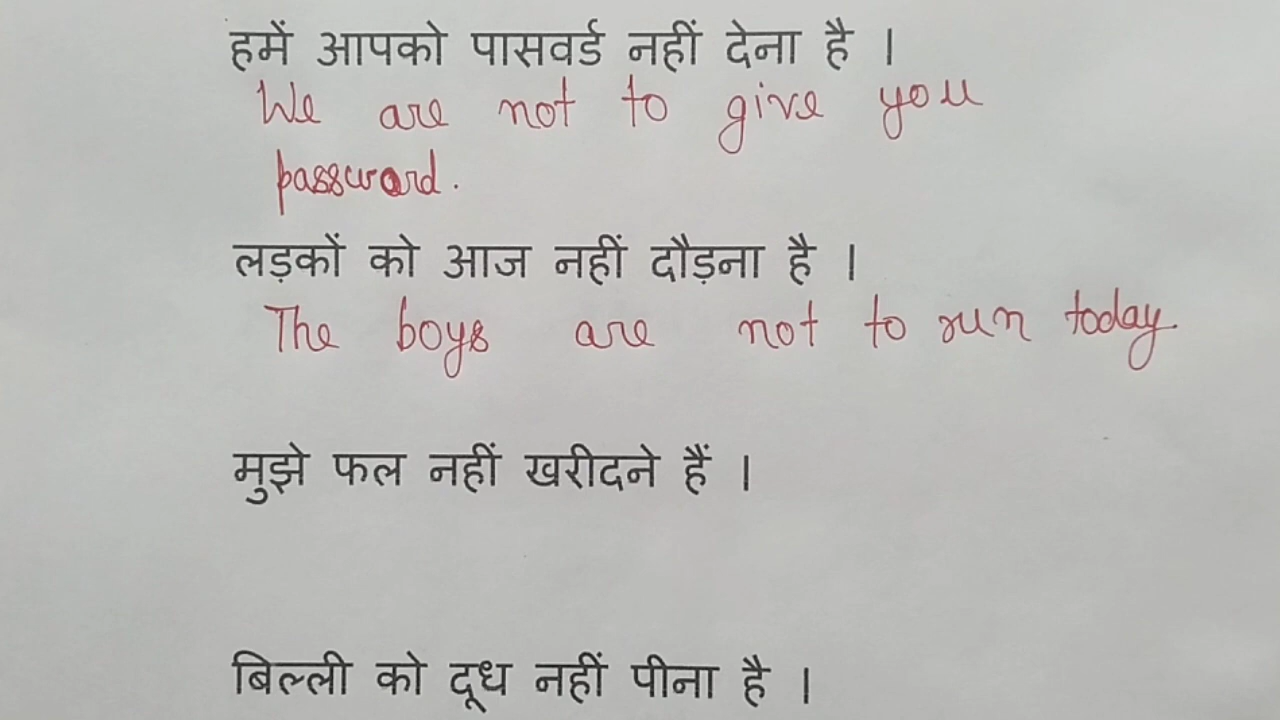 हमें आपको पासवर्ड नहीं देना है ।
We are not to give you
password.
लड़कों को आज नहीं दौड़ना है ।
The boys are not to run today.
मुझे फल नहीं खरीदने हैं ।
बिल्ली को दूध नहीं पीना है ।